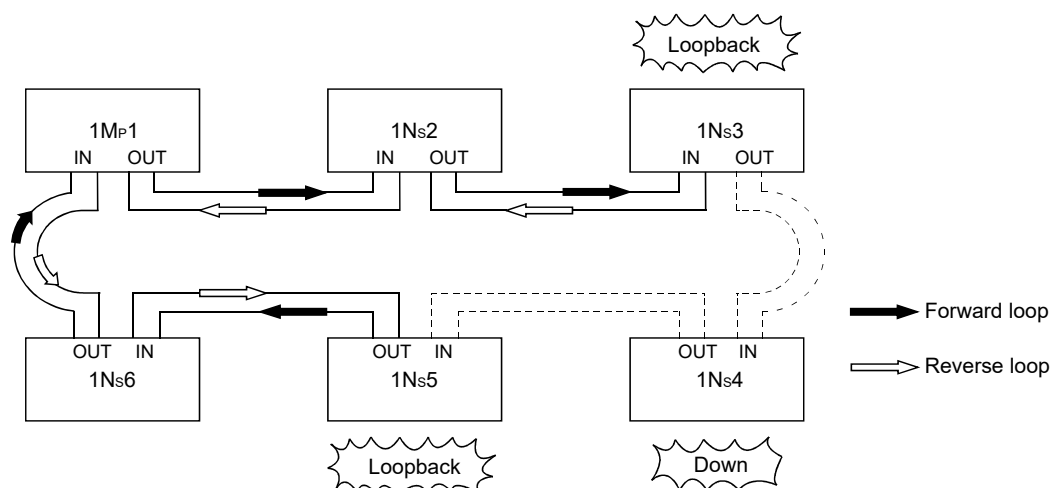 Loopback
1MP1
IN OUT
1NS2
IN OUT
1NS3
IN OUT
Forward loop
Reverse loop
OUT IN
1NS6
OUT IN
1NS5
OUT IN
1NS4
Loopback
Down